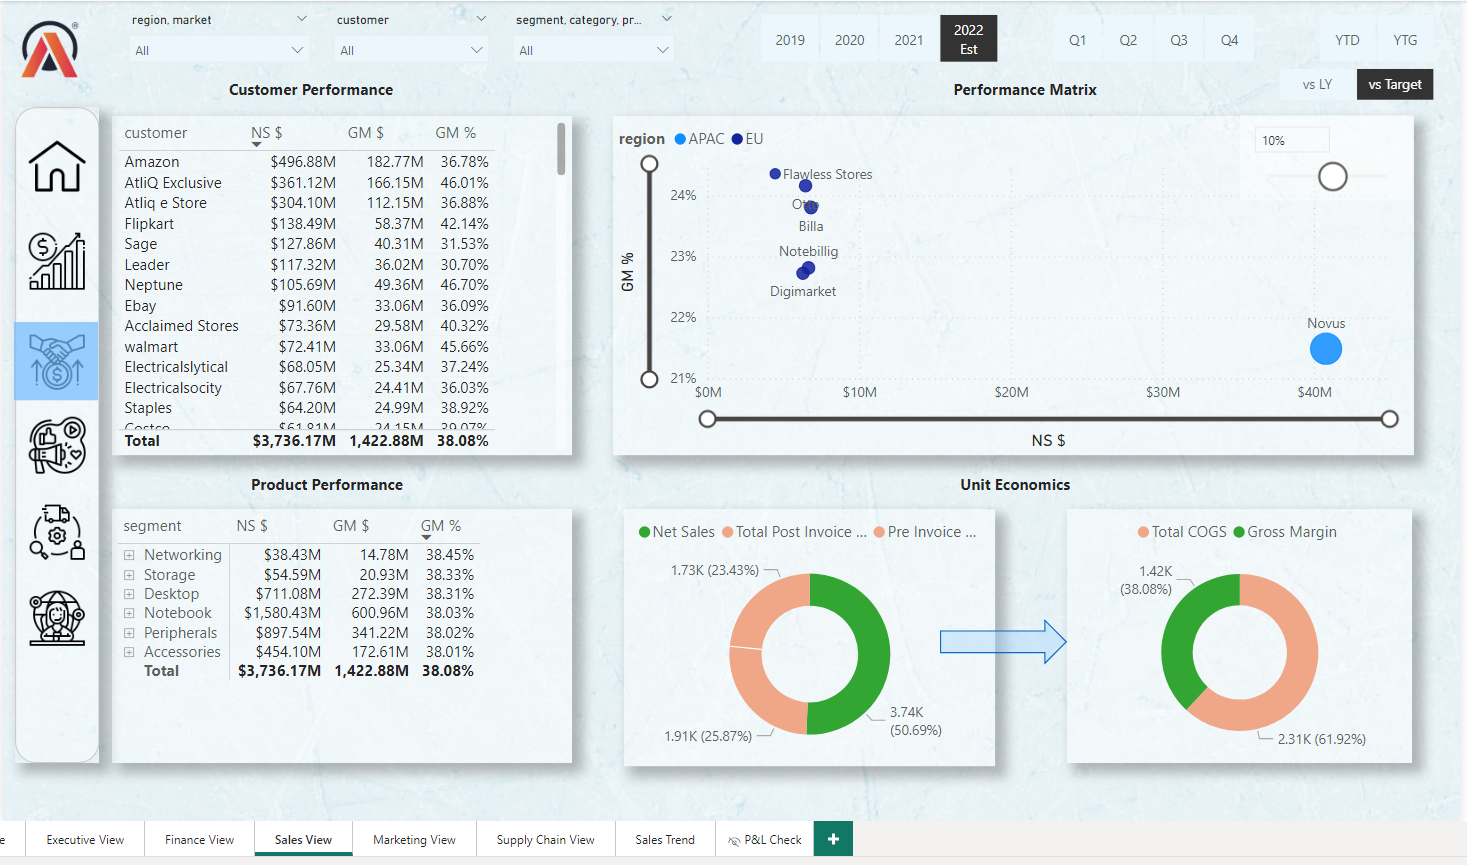 region, market
customer
segment, category, pr...
All
All
All
2019
2020
2021
2022
Est
Q1
Q2
Q3
Q4
YTD
YTG
vs LY
vs Target
Customer Performance
customer NS $ GM $ GM %
Amazon $496.88M 182.77M 36.78%
AtliQ Exclusive $361.12M 166.15M 46.01%
Atliq e Store $304.10M 112.15M 36.88%
Flipkart $138.49M 58.37M 42.14%
Sage $127.86M 40.31M 31.53%
Leader $117.32M 36.02M 30.70%
Neptune $105.69M 49.36M 46.70%
Ebay $91.60M 33.06M 36.09%
Acclaimed Stores $73.36M 29.58M 40.32%
walmart $72.41M 33.06M 45.66%
Electricalslytical $68.05M 25.34M 37.24%
Electricalsocity $67.76M 24.41M 36.03%
Staples $64.20M 24.99M 38.92%
Costco $61.81M 24.15M 39.07%
Total $3,736.17M 1,422.88M 38.08%
Performance Matrix
region APAC EU
10%
GM %
24%
23%
22%
21%
Flawless Stores
Otto
Billa
Notebillig
Digimarket
Novus
$0M $10M $20M $30M $40M
NS $
Product Performance
segment NS $ GM $ GM %
Networking $38.43M 14.78M 38.45%
Storage $54.59M 20.93M 38.33%
Desktop $711.08M 272.39M 38.31%
Notebook $1,580.43M 600.96M 38.03%
Peripherals $897.54M 341.22M 38.02%
Accessories $454.10M 172.61M 38.01%
Total $3,736.17M 1,422.88M 38.08%
Unit Economics
Net Sales Total Post Invoice ... Pre Invoice ...
1.73K (23.43%)
3.74K
(50.69%)
1.91K (25.87%)
Total COGS Gross Margin
1.42K
(38.08%)
2.31K (61.92%)
e
Executive View
Finance View
Sales View
Marketing View
Supply Chain View
Sales Trend
P&L Check
+